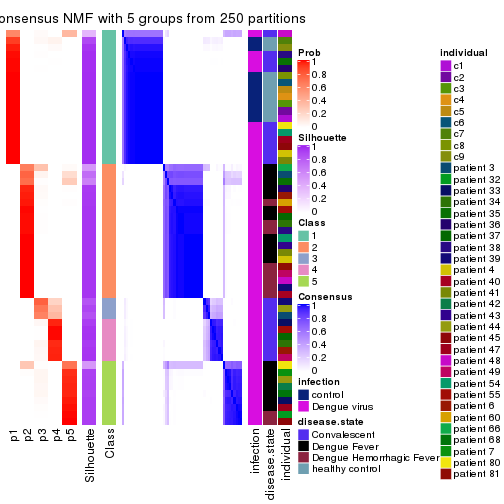 onsensus NMF with 5 groups from 250 partitions
p1
p2
p3
p4
p5
Silhouette
Class
infection
disease.state
individual
Prob
1
0.8
0.6
0.4
0.2
0
Silhouette
1
0.8
0.6
0.4
0.2
0
Class
1
2
3
4
5
Consensus
1
0.8
0.6
0.4
0.2
0
infection
control
Dengue virus
disease.state
Convalescent
Dengue Fever
Dengue Hemorrhagic Fever
healthy control
individual
c1
c2
c3
c4
c5
c6
c7
c8
c9
patient 3
patient 32
patient 33
patient 34
patient 35
patient 36
patient 37
patient 38
patient 39
patient 4
patient 40
patient 41
patient 42
patient 43
patient 44
patient 45
patient 47
patient 48
patient 49
patient 54
patient 55
patient 6
patient 60
patient 66
patient 68
patient 7
patient 80
patient 81